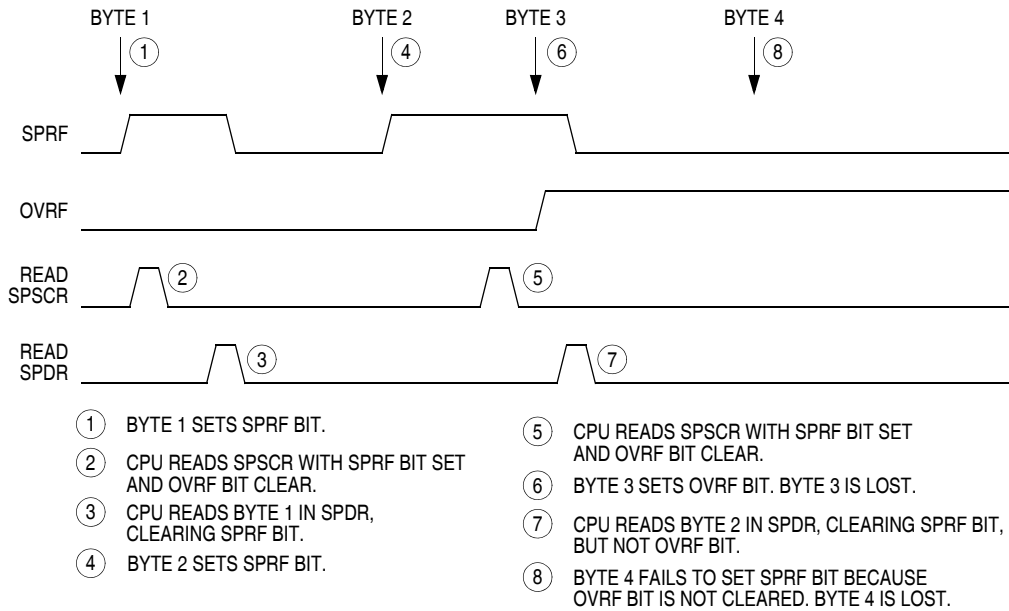 BYTE 1
BYTE 2
BYTE 3
BYTE 4
1
4
6
8
SPRF
OVRF
READ
SPSCR
2
5
READ
SPDR
3
7
1 BYTE 1 SETS SPRF BIT.
2 CPU READS SPSCR WITH SPRF BIT SET
AND OVRF BIT CLEAR.
3 CPU READS BYTE 1 IN SPDR,
CLEARING SPRF BIT.
4 BYTE 2 SETS SPRF BIT.
5 CPU READS SPSCR WITH SPRF BIT SET
AND OVRF BIT CLEAR.
6 BYTE 3 SETS OVRF BIT. BYTE 3 IS LOST.
7 CPU READS BYTE 2 IN SPDR, CLEARING SPRF BIT,
BUT NOT OVRF BIT.
8 BYTE 4 FAILS TO SET SPRF BIT BECAUSE
OVRF BIT IS NOT CLEARED. BYTE 4 IS LOST.